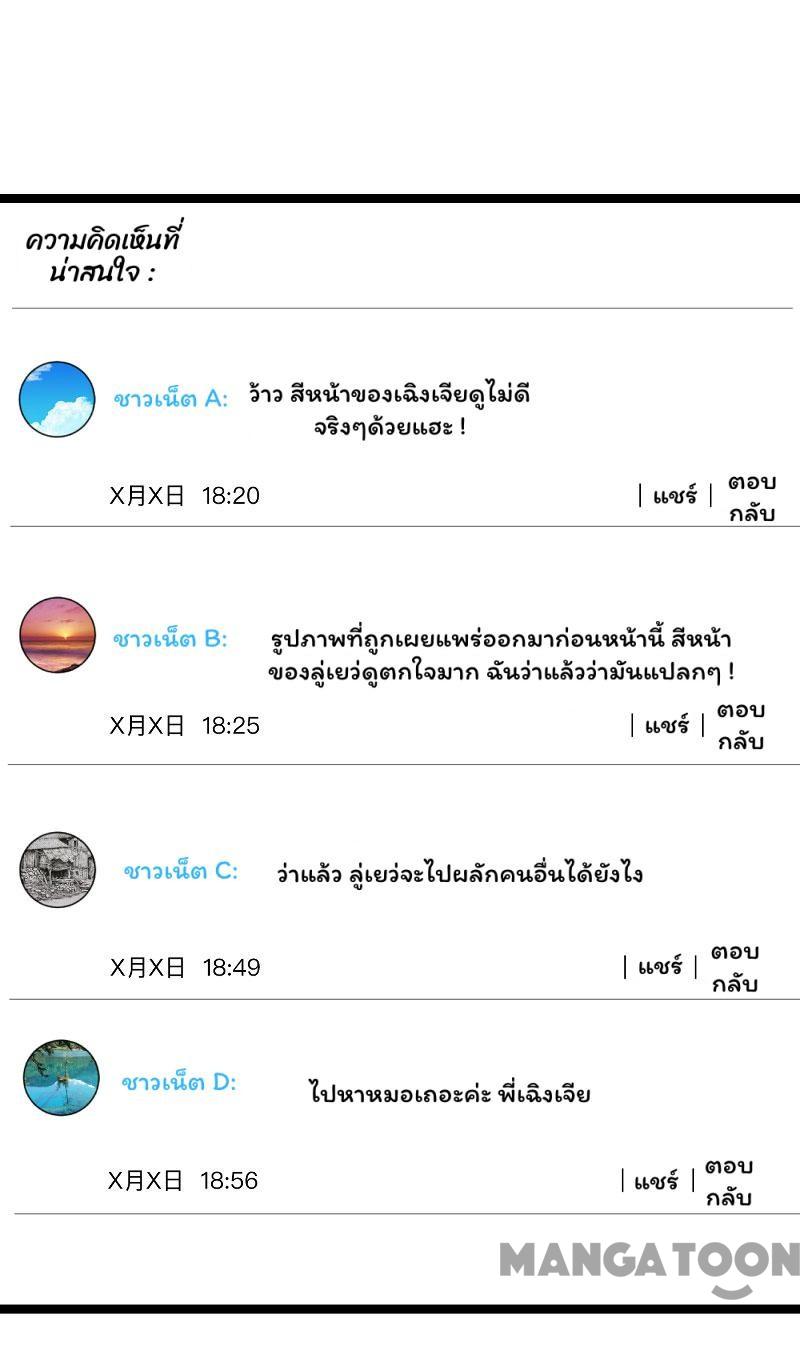 ความคิดเห็นที่
น่าสนใจ :
ชาวเน็ต A:
ว้าว สีหน้าของเฉิงเจียดูไม่ดี
จริงๆด้วยแฮะ !
X月X日 18:20
| แชร์ | ตอบ
กลับ
ชาวเน็ต B:
รูปภาพที่ถูกเผยแพร่ออกมาก่อนหน้านี้ สีหน้า
ของลู่เยว่ดูตกใจมาก ฉันว่าแล้วว่ามันแปลกๆ !
X月X日 18:25
| แชร์ | ตอบ
กลับ
ชาวเน็ต C:
ว่าแล้ว ลู่เยว่จะไปผลักคนอื่นได้ยังไง
X月X日 18:49
| แชร์ | ตอบ
กลับ
ชาวเน็ต D:
ไปหาหมอเถอะค่ะ พี่เฉิงเจีย
X月X日 18:56
| แชร์ | ตอบ
กลับ
MANGATOON